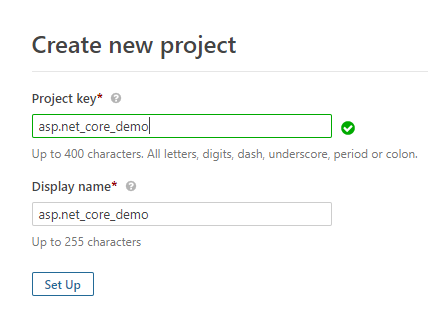 Create new project
Project key* ?
asp.net_core_demo
Up to 400 characters. All letters, digits, dash, underscore, period or colon.
Display name* ?
asp.net_core_demo
Up to 255 characters
Set Up